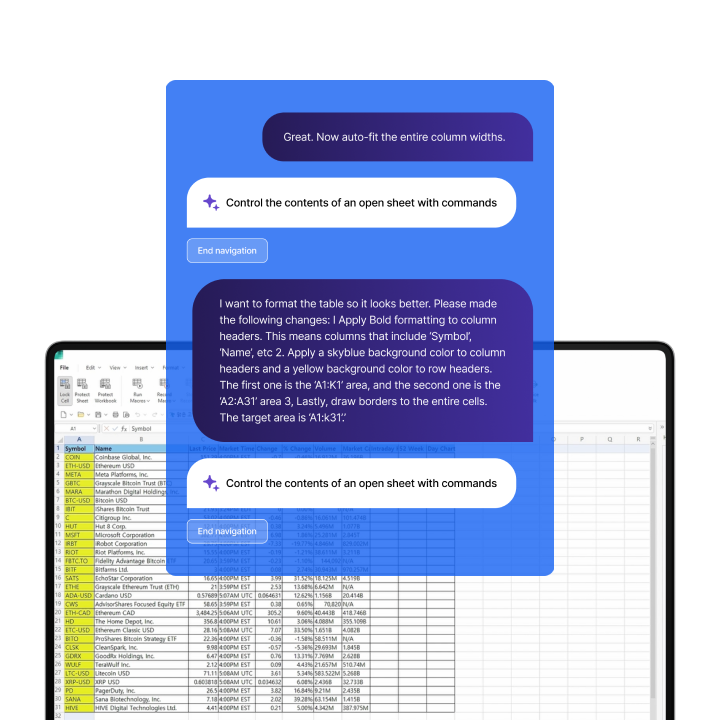 Great. Now auto-fit the entire column widths.
Control the contents of an open sheet with commands
End navigation
I want to format the table so it looks better. Please made
the following changes: I Apply Bold formatting to column
headers. This means columns that include 'Symbol',
'Name', etc 2. Apply a skyblue background color to column
headers and a yellow background color to row headers.
The first one is the 'A1:K1' area, and the second one is the
'A2:A31' area 3, Lastly, draw borders to the entire cells.
The target area is 'A1:k31'.'
Control the contents of an open sheet with commands
End navigation
File Edit View Insert Format
Lock Cell Protect Sheet Protect Workbook Run Macros Record
A1 Symbol
A B P Q R
1 Symbol Name Last Price Market Time Change % Change Volume
2 COIN Coinbase Global, Inc.
3 ETH-USD Ethereum USD
4 META Meta Platforms, Inc.
5 GBTC Grayscale Bitcoin Trust (BTC)
6 MARA Marathon Digital Holdings
7 BTC-USD Bitcoin USD
8 IBIT iShares Bitcoin Trust
9 C Citigroup Inc.
10 HUT Hut 8 Corp.
11 MSFT Microsoft Corporation
12 IRBT iRobot Corporation
13 RIOT Riot Platforms, Inc.
14 FBTC.TO Fidelity Advantage Bitcoin ETF
15 BITF Bitfarms Ltd.
16 SATS EchoStar Corporation 16.65 4:00PM EST 3.99 31.52% 10.125M 4.519B
17 ETHE Grayscale Ethereum Trust (ETH) 21 3:59PM EST 2.53 13.68% 6.642M N/A
18 ADA-USD Cardano USD 0.57689 5:07AM UTC 0.064631 12.62% 1.156B 20.414B
19 CWS AdvisorShares Focused Equity ETF 58.65 3:59PM EST 0.38 0.65% 70,820 N/A
20 ETH-CAD Ethereum CAD 3,484.25 5:06AM UTC 305.2 9.60% 40.443B 418.746B
21 HD The Home Depot, Inc. 356.8 4:00PM EST 10.61 3.06% 4.088M 355.109B
22 ETC-USD Ethereum Classic USD 28.16 5:08AM UTC 7.07 33.50% 1.651B 4.082B
23 BITO ProShares Bitcoin Strategy ETF 22.36 4:00PM EST -0.36 -1.58% 58.511M N/A
24 CLSK CleanSpark, Inc. 9.98 4:00PM EST -0.57 -5.36% 29.693M 1.845B
25 GDRX GoodRx Holdings, Inc. 6.47 4:00PM EST 0.76 13.31% 7.769M 2.628B
26 WULF TeraWulf Inc. 2.12 4:00PM EST 0.09 4.43% 21.657M 510.74M
27 LTC-USD Litecoin USD 71.11 5:08AM UTC 3.61 5.34% 583.522M 5.268B
28 XRP-USD XRP USD 0.603818 5:08AM UTC 0.034632 6.08% 2.436B 32.733B
29 PD PagerDuty, Inc. 26.5 4:00PM EST 3.82 16.84% 9.21M 2.435B
30 SANA Sana Biotechnology, Inc. 7.18 4:00PM EST 2.02 39.28% 63.154M 1.415B
31 HIVE HIVE Digital Technologies Ltd. 4.41 4:00PM EST 0.21 5.00% 4.342M 387.975M
32